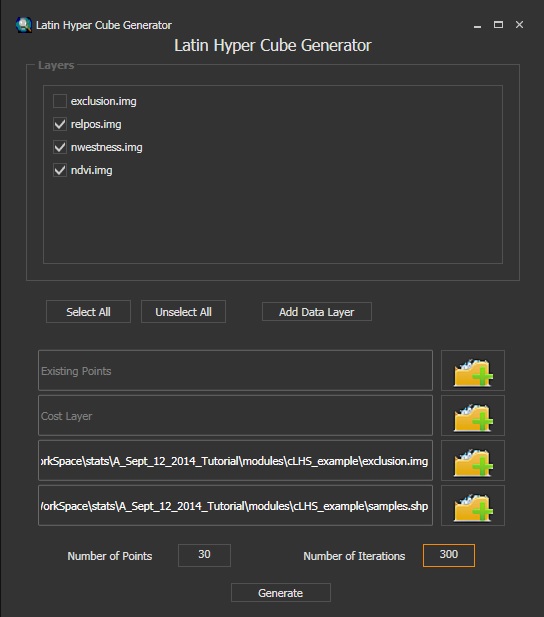 Latin Hyper Cube Generator
Latin Hyper Cube Generator
Layers
exclusion.img
relpos.img
nwestness.img
ndvi.img
Select All Unselect All Add Data Layer
Existing Points
Cost Layer
orkSpace\stats\A_Sept_12_2014_Tutorial\modules\cLHS_example\exclusion.img
WorkSpace\stats\A_Sept_12_2014_Tutorial\modules\cLHS_example\samples.shp
Number of Points 30 Number of Iterations 300
Generate